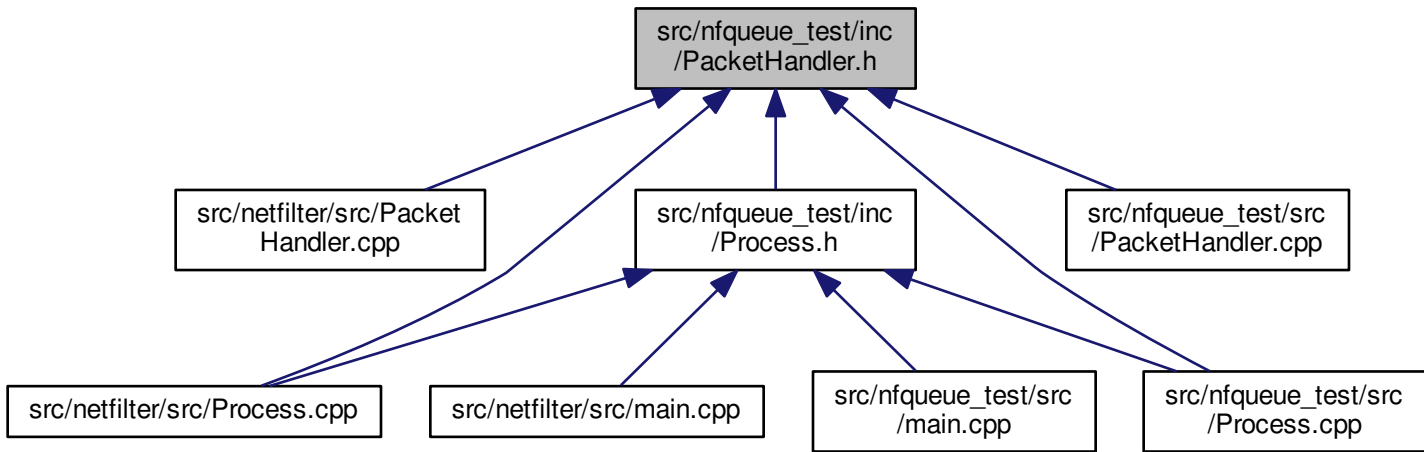 src/nfqueue_test/inc
/PacketHandler.h
src/netfilter/src/Packet
Handler.cpp
src/nfqueue_test/inc
/Process.h
src/nfqueue_test/src
/PacketHandler.cpp
src/netfilter/src/Process.cpp
src/netfilter/src/main.cpp
src/nfqueue_test/src
/main.cpp
src/nfqueue_test/src
/Process.cpp